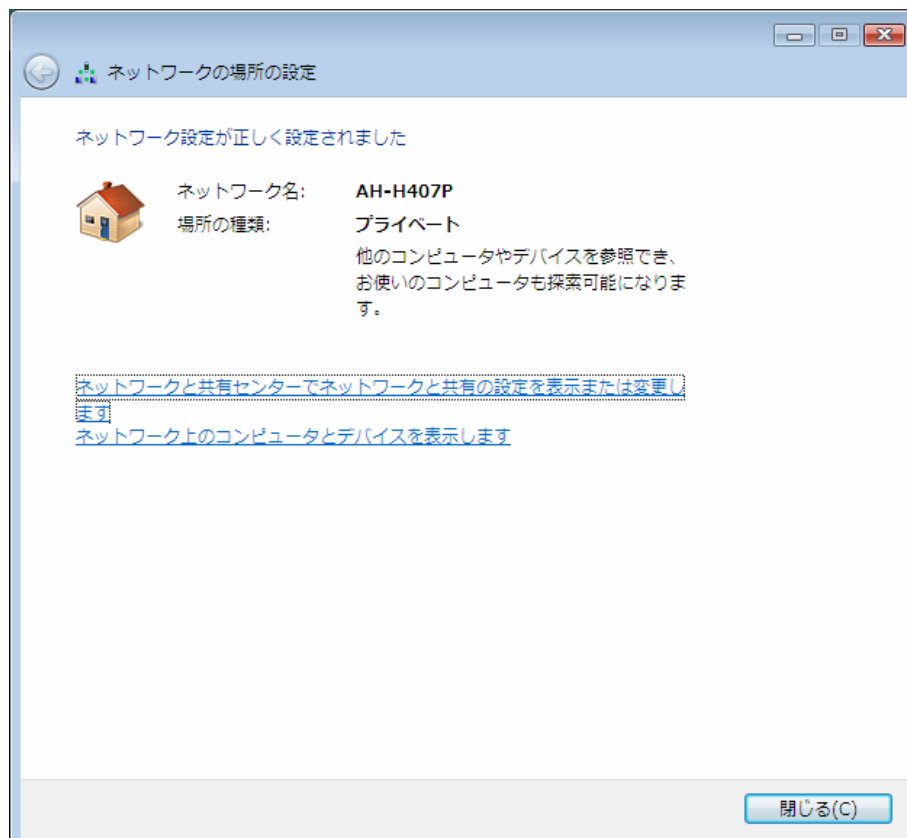 ネットワークの場所の設定
ネットワーク設定が正しく設定されました
ネットワーク名: AH-H407P
場所の種類: プライベート
他のコンピュータやデバイスを参照でき、
お使いのコンピュータも探索可能になりま
す。
ネットワークと共有センターでネットワークと共有の設定を表示または変更し
ます
ネットワーク上のコンピュータとデバイスを表示します
閉じる(C)